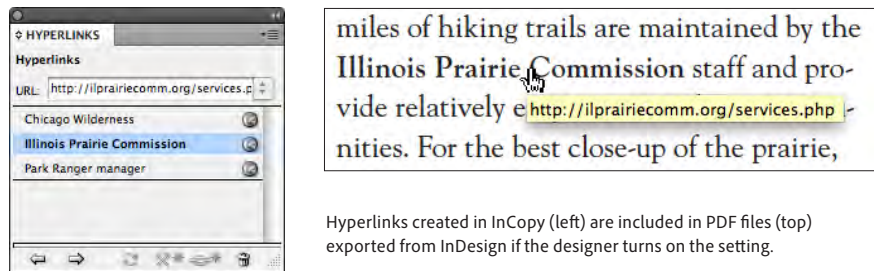 HYPERLINKS
Hyperlinks
URL: http://ilprairiecomm.org/services.p
Chicago Wilderness
Illinois Prairie Commission
Park Ranger manager
miles of hiking trails are maintained by the
Illinois Prairie Commission staff and pro-
vide relatively e
http://ilprairiecomm.org/services.php
nities. For the best close-up of the prairie,
Hyperlinks created in InCopy (left) are included in PDF files (top)
exported from InDesign if the designer turns on the setting.